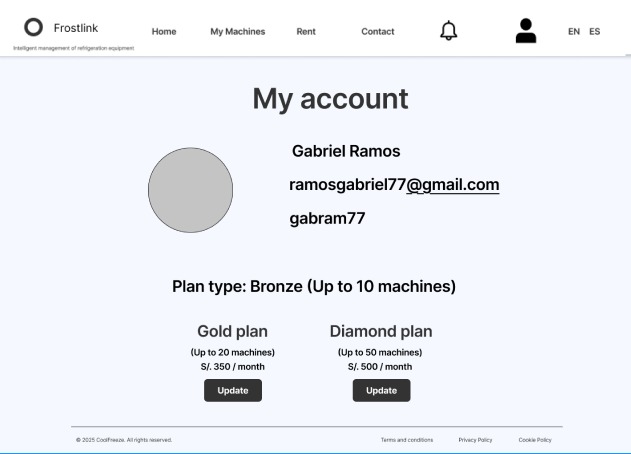 Frostlink
Intelligent management of refrigeration equipment
Home My Machines Rent Contact EN ES
My account
Gabriel Ramos
ramosgabriel77@gmail.com
gabram77
Plan type: Bronze (Up to 10 machines)
Gold plan Diamond plan
(Up to 20 machines) (Up to 50 machines)
S/. 350 / month S/. 500 / month
Update Update
© 2025 CoolFreeze. All rights reserved. Terms and conditions Privacy Policy Cookie Policy